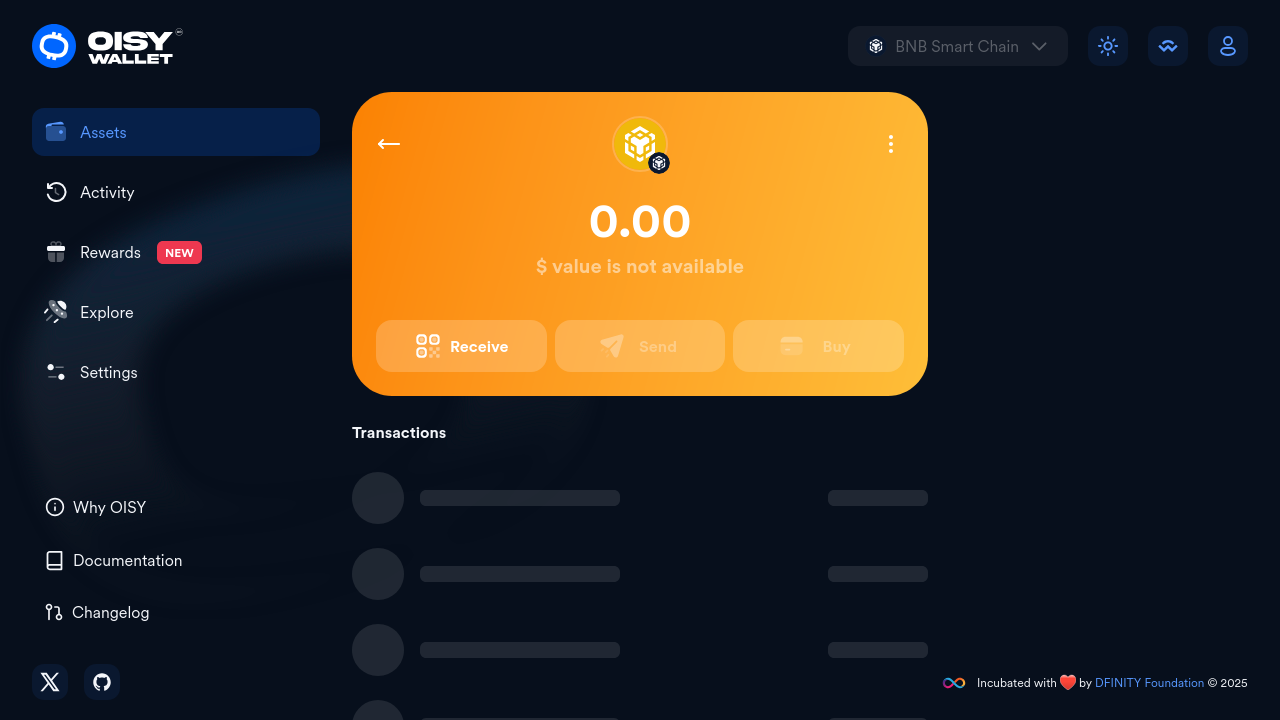 OISY
WALLET
BNB Smart Chain
Assets
Activity
Rewards NEW
Explore
Settings
Why OISY
Documentation
Changelog
0.00
$ value is not available
Receive
Send
Buy
Transactions
Incubated with ❤️ by DFINITY Foundation © 2025